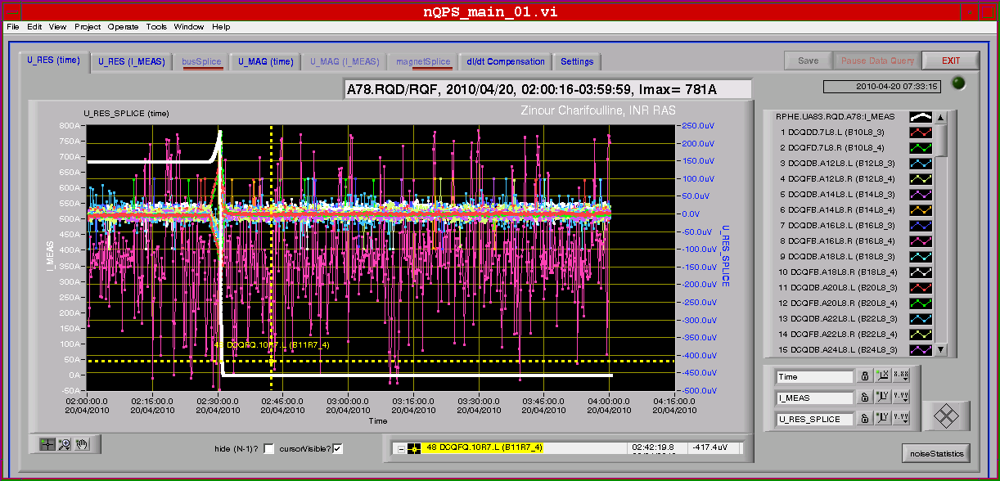 nQPS_main_01.vi
File Edit View Project Operate Tools Window Help
U_RES (time) U_RES (I_MEAS) busSplice U_MAG (time) U_MAG (I_MEAS) magnetSplice dI/dt Compensation Settings Save Pause Data Query EXIT
A78.RQD/RQF, 2010/04/20, 02:00:16-03:59:59, Imax= 781A
2010-04-20 07:33:15
U_RES_SPLICE (time)
Zinour Charifoulline, INR RAS
800A
750A
700A
650A
600A
550A
500A
450A
400A
350A
300A
250A
200A
150A
100A
50A
0A
-50A
I_MEAS
250.0uV
200.0uV
150.0uV
100.0uV
50.0uV
0.0V
-50.0uV
-100.0uV
-150.0uV
-200.0uV
-250.0uV
-300.0uV
-350.0uV
-400.0uV
-450.0uV
-500.0uV
U_RES_SPLICE
48 DCQFQ.10R7.L (B11R7_4)
02:00:00.0 02:15:00.0 02:30:00.0 02:45:00.0 03:00:00.0 03:15:00.0 03:30:00.0 03:45:00.0 04:00:00.0 04:15:00.0
20/04/2010 20/04/2010 20/04/2010 20/04/2010 20/04/2010 20/04/2010 20/04/2010 20/04/2010 20/04/2010 20/04/2010
Time
RPHE.UA83.RQD.A78:I_MEAS
1 DCQDD.7L8.L (B10L8_3)
2 DCQFD.7L8.R (B10L8_4)
3 DCQDB.A12L8.L (B12L8_3)
4 DCQFB.A12L8.R (B12L8_4)
5 DCQDB.A14L8.L (B14L8_3)
6 DCQFB.A14L8.R (B14L8_4)
7 DCQDB.A16L8.L (B16L8_3)
8 DCQFB.A16L8.R (B16L8_4)
9 DCQDB.A18L8.L (B18L8_3)
10 DCQFB.A18L8.R (B18L8_4)
11 DCQDB.A20L8.L (B20L8_3)
12 DCQFB.A20L8.R (B20L8_4)
13 DCQDB.A22L8.L (B22L8_3)
14 DCQFB.A22L8.R (B22L8_4)
15 DCQDB.A24L8.L (B24L8_3)
Time
I_MEAS
U_RES_SPLICE
hide (N-1)? cursorVisible?
48 DCQFQ.10R7.L (B11R7_4) 02:42:19.8 -417.4uV
noiseStatistics